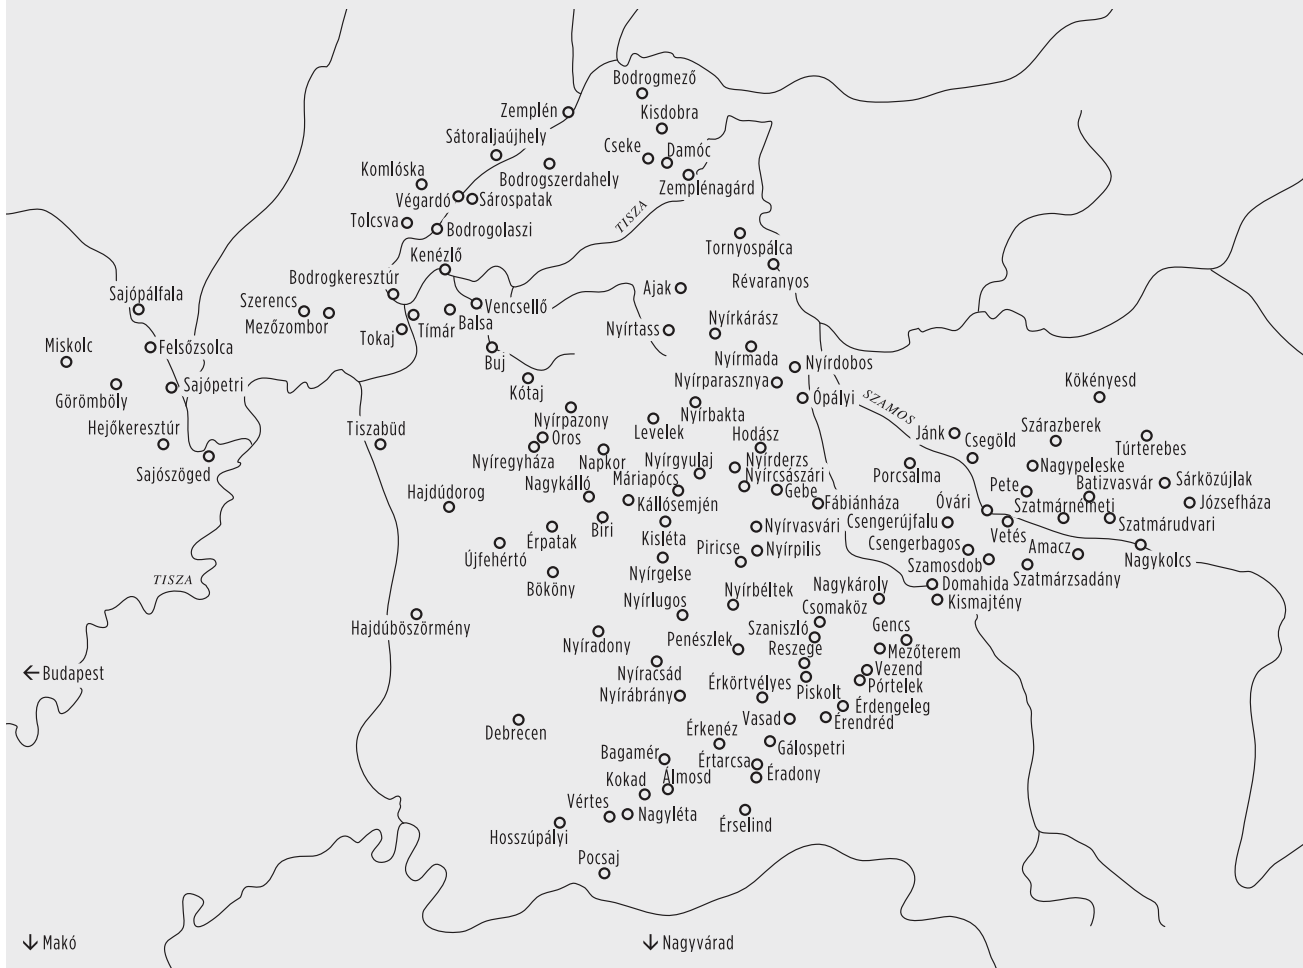 Bodrogmező
Zemplén
Kisdobra
Sátoraljaújhely
Cseke
Damóc
Komlóska
Bodrogszerdahely
Zemplénagárd
Végardó
Sárospatak
Tolcsva
Bodrogolaszi
TISZA
Tornyospálca
Kenézlő
Bodrogkeresztúr
Révaranyos
Ajak
Sajópálfala
Szerencs
Mezőzombor
Vencsellő
Balsa
Tímár
Tokaj
Nyírtass
Nyírkárász
Miskolc
Felsőzsolca
Buj
Nyírmada
Nyírdobos
Sajópetri
Görömböly
Kótaj
Nyírparasznya
Ópályi
SZAMOS
Kökényesd
Hejőkeresztúr
Tiszabüd
Nyírpazony
Levelek
Nyírbakta
Oros
Hodász
Jánk
Szárazberek
Túrterebes
Sajószöged
Nyíregyháza
Napkor
Nyírgyulaj
Nyírderzs
Csegöld
Nagypeleske
Sárközújlak
Nagykálló
Máriapócs
Nyírcsászári
Porcsalma
Pete
Batizvasár
Hajdúdorog
Kállósemjén
Gebe
Fábiánháza
Óvári
Szatmárnémeti
Józsefháza
Érpatak
Biri
Kisléta
Nyírvasvári
Csengerújfalu
Vetés
Szatmárudvari
Újfehértó
Piricse
Nyírpilis
Csengerbagos
Amacz
Nagykolcs
TISZA
Bököny
Nyírgelse
Szamosdob
Szatmárzsadány
Nyírbéltek
Nagykároly
Domahida
Hajdúböszörmény
Nyírlugos
Csomaköz
Kismajtény
Nyíradony
Penészlek
Szaniszló
Gencs
Reszege
Mezőterem
← Budapest
Nyíracsád
Vezend
Nyírábrány
Érkörtvélyes
Piskolt
Pórtelek
Érdengeleg
Debrecen
Vasad
Érendréd
Érkenéz
Gálospetri
Bagamér
Értarcsa
Kokad
Álmosd
Éradony
Vértes
Nagyléta
Érselind
Hosszúpályi
Pocsaj
↓ Makó
↓ Nagyvárad